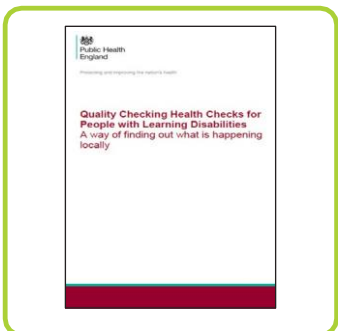 Public Health
England
Protecting and improving the nation's health
Quality Checking Health Checks for
People with Learning Disabilities
A way of finding out what is happening
locally